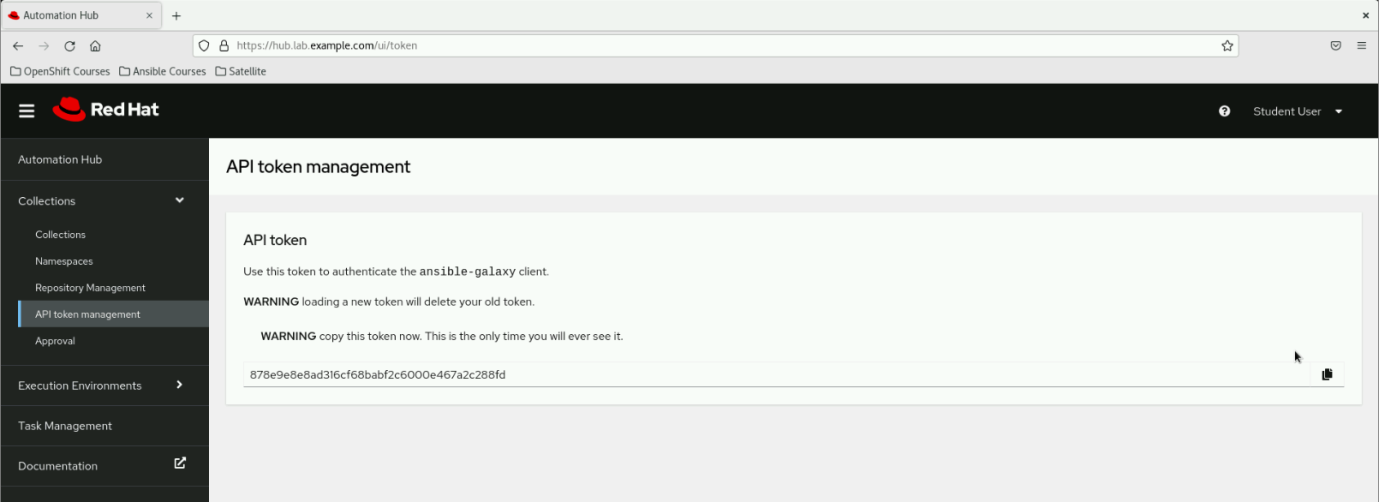 Automation Hub
https://hub.lab.example.com/ui/token
OpenShift Courses Ansible Courses Satellite
Red Hat
Student User
Automation Hub
Collections
Collections
Namespaces
Repository Management
API token management
Approval
Execution Environments
Task Management
Documentation
API token management
API token
Use this token to authenticate the ansible-galaxy client.
WARNING loading a new token will delete your old token.
WARNING copy this token now. This is the only time you will ever see it.
878e9e8e8ad316cf68babf2c6000e467a2c288fd